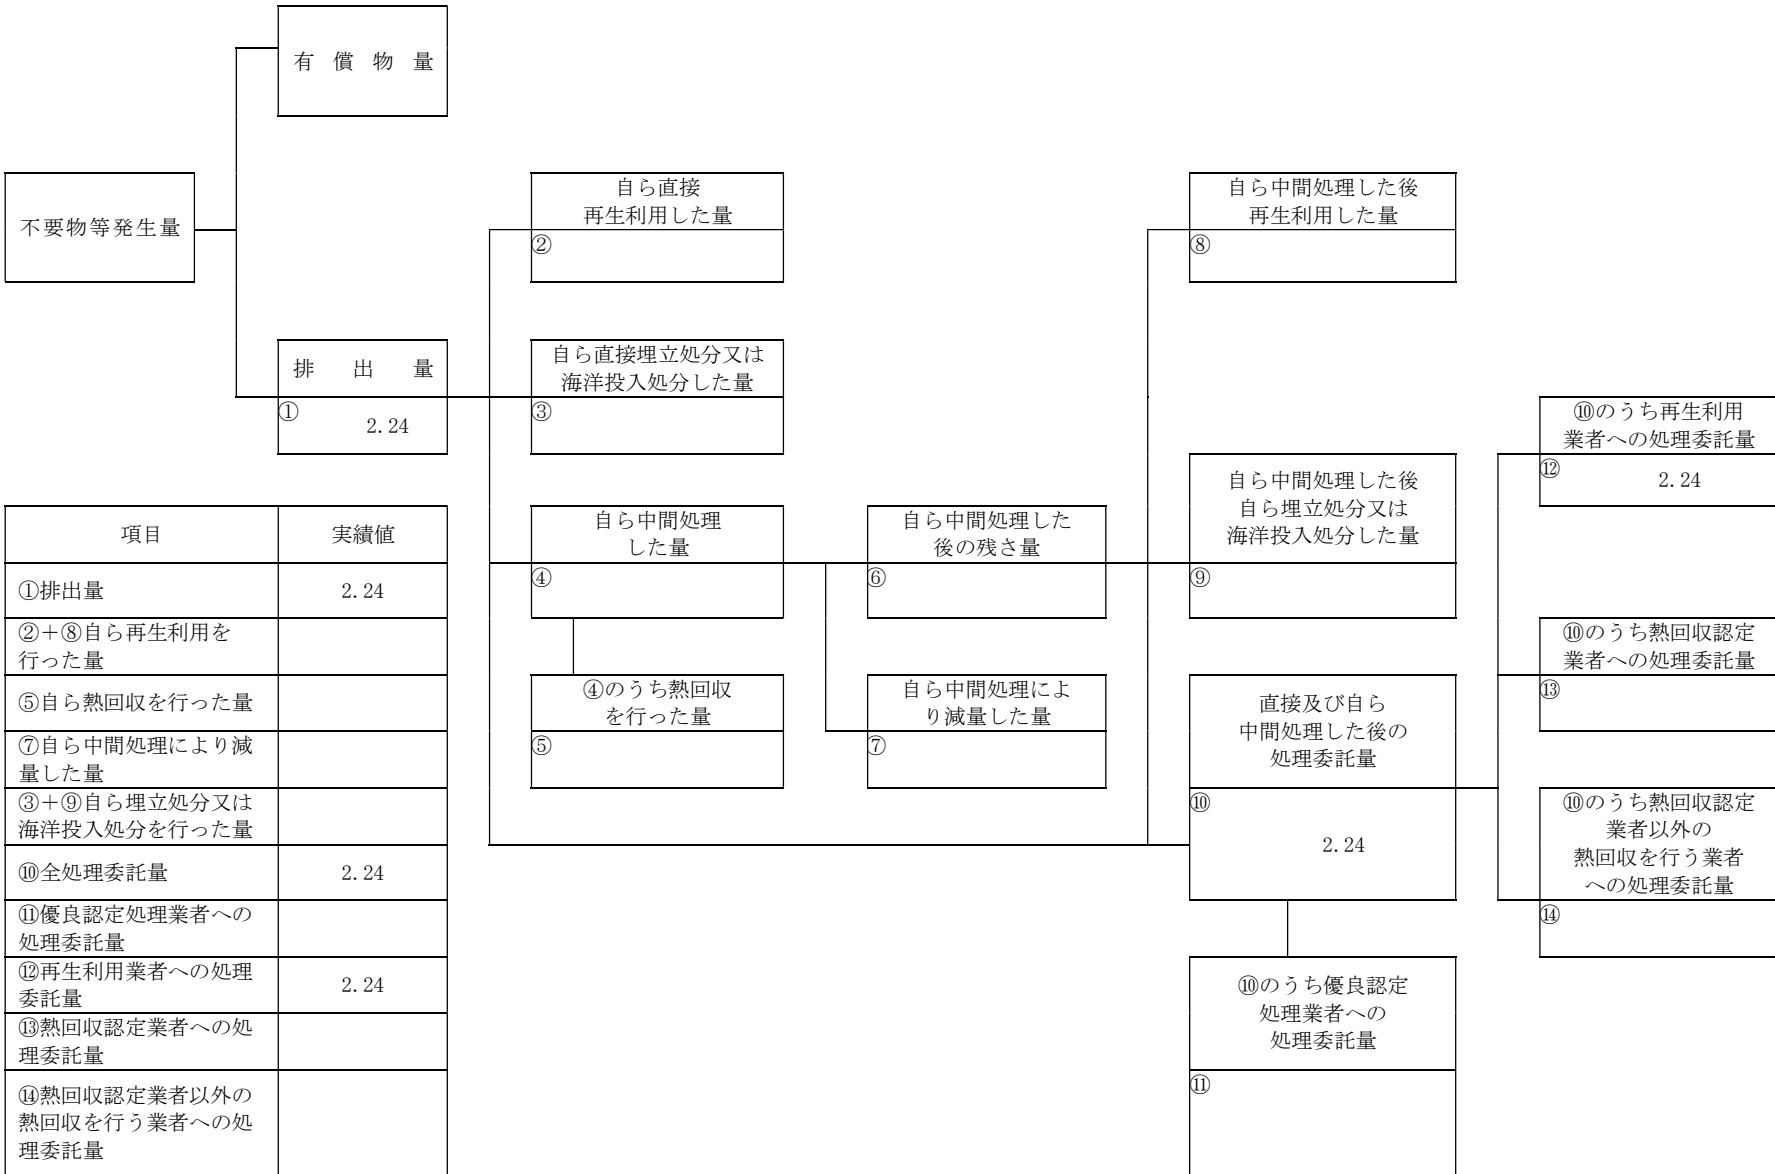 有償物量
不要物等発生量
自ら直接
再生利用した量
②
自ら中間処理した後
再生利用した量
⑧
排出量
① 2.24
自ら直接埋立処分又は
海洋投入処分した量
③
⑩のうち再生利用
業者への処理委託量
⑫ 2.24
自ら中間処理
した量
④
自ら中間処理した
後の残さ量
⑥
自ら中間処理した後
自ら埋立処分又は
海洋投入処分した量
⑨
⑩のうち熱回収認定
業者への処理委託量
⑬
④のうち熱回収
を行った量
⑤
自ら中間処理によ
り減量した量
⑦
直接及び自ら
中間処理した後の
処理委託量
⑩
2.24
⑩のうち熱回収認定
業者以外の
熱回収を行う業者
への処理委託量
⑭
⑩のうち優良認定
処理業者への
処理委託量
⑪
項目 実績値
①排出量 2.24
②＋⑧自ら再生利用を
行った量
⑤自ら熱回収を行った量
⑦自ら中間処理により減
量した量
③＋⑨自ら埋立処分又は
海洋投入処分を行った量
⑩全処理委託量 2.24
⑪優良認定処理業者への
処理委託量
⑫再生利用業者への処理
委託量 2.24
⑬熱回収認定業者への処
理委託量
⑭熱回収認定業者以外の
熱回収を行う業者への処
理委託量